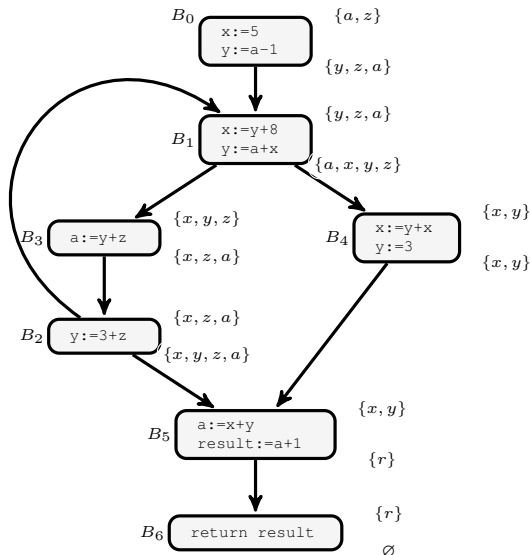 B₀
{a, z}
x:=5
y:=a−1
{y, z, a}
{y, z, a}
B₁
x:=y+8
y:=a+x
{a, x, y, z}
B₃
{x, y, z}
a:=y+z
{x, z, a}
B₄
{x, y}
x:=y+x
y:=3
{x, y}
B₂
{x, z, a}
y:=3+z
{x, y, z, a}
B₅
{x, y}
a:=x+y
result:=a+1
{r}
B₆
{r}
return result
∅